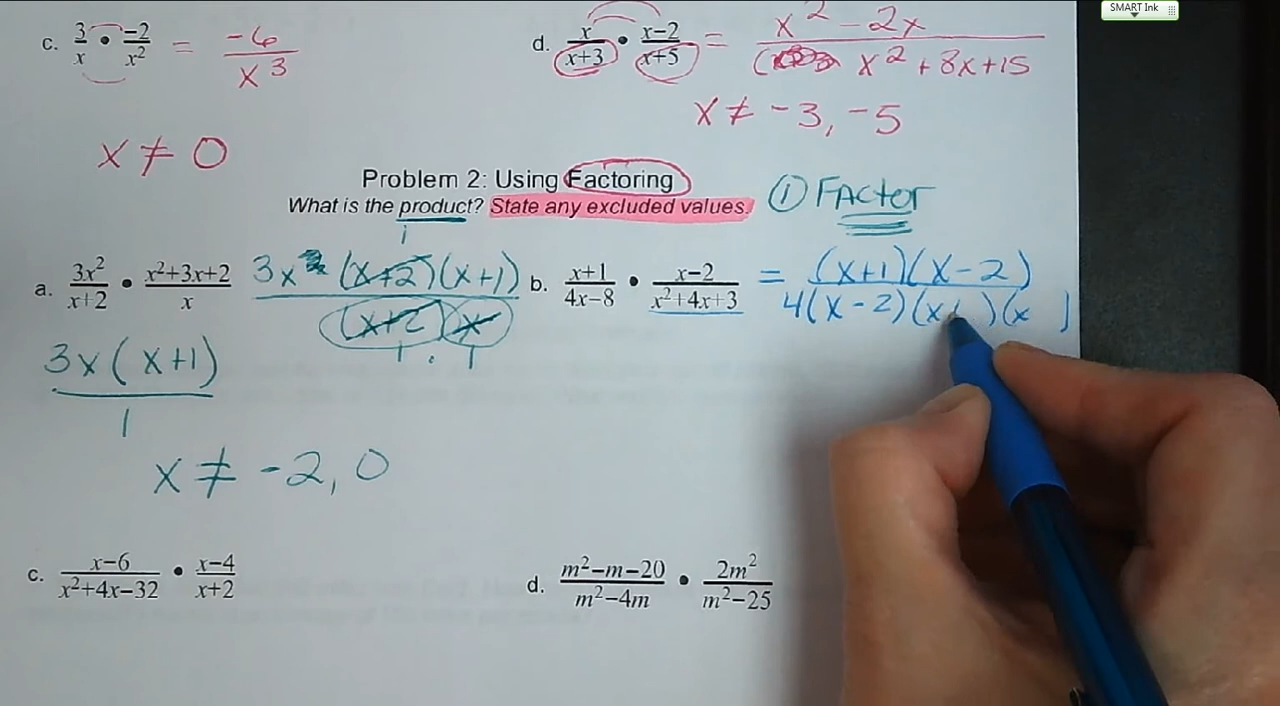 SMART Ink
c. 3/x • -2/x² = -6/x³
x ≠ 0
d. x/x+3 • x-2/x+5 = x² - 2x / ( x² + 8x + 15
x ≠ -3, -5
Problem 2: Using Factoring
What is the product? State any excluded values.
① FACTOR
a. 3x²/x+2 • x²+3x+2/x
3x (x+2)(x+1) / (x+2)(x)
1
1 . 1
3x(x+1) / 1
x ≠ -2, 0
b. x+1/4x−8 • x−2/x²+4x+3 = (x+1)(x-2) / 4(x-2)(x+ )(x )
c. x−6/x²+4x−32 • x−4/x+2
d. m²−m−20/m²−4m • 2m²/m²−25